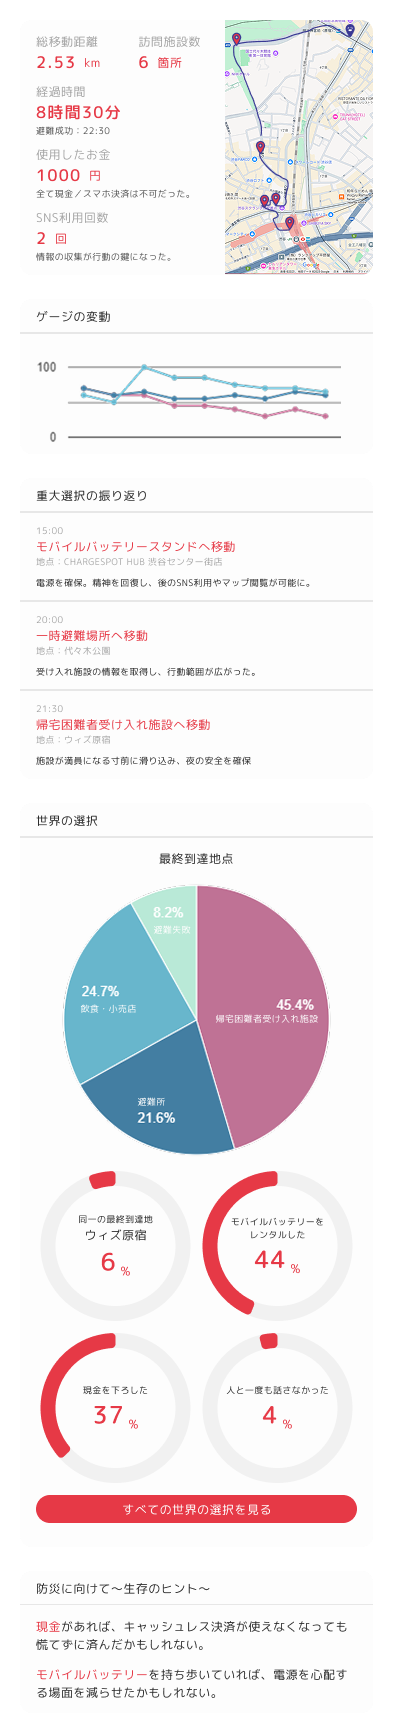 総移動距離
2.53 km
訪問施設数
6 箇所
経過時間
8時間30分
避難成功：22:30
使用したお金
1000 円
全て現金／スマホ決済は不可だった。
SNS利用回数
2 回
情報の収集が行動の鍵になった。
ゲージの変動
100
0
重大選択の振り返り
15:00
モバイルバッテリースタンドへ移動
地点：CHARGESPOT HUB 渋谷センター街店
電源を確保。精神を回復し、後のSNS利用やマップ閲覧が可能に。
20:00
一時避難場所へ移動
地点：代々木公園
受け入れ施設の情報を取得し、行動範囲が広がった。
21:30
帰宅困難者受け入れ施設へ移動
地点：ウィズ原宿
施設が満員になる寸前に滑り込み、夜の安全を確保
世界の選択
最終到達地点
8.2%
避難失敗
24.7%
飲食・小売店
45.4%
帰宅困難者受け入れ施設
避難所
21.6%
同一の最終到達地
ウィズ原宿
6 %
モバイルバッテリーを
レンタルした
44 %
現金を下ろした
37 %
人と一度も話さなかった
4 %
すべての世界の選択を見る
防災に向けて〜生存のヒント〜
現金があれば、キャッシュレス決済が使えなくなっても
慌てずに済んだかもしれない。
モバイルバッテリーを持ち歩いていれば、電源を心配す
る場面を減らせたかもしれない。